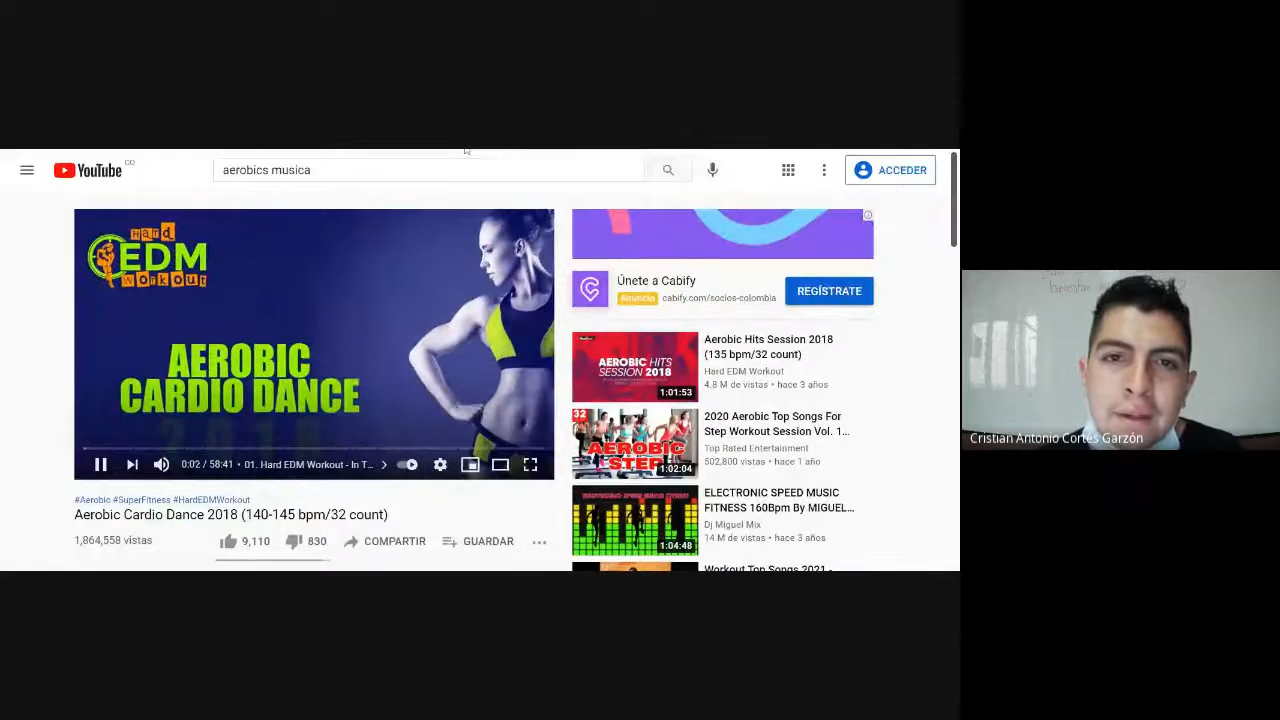 YouTube
CO
aerobics musica
ACCEDER
Hard
EDM
Workout
AEROBIC
CARDIO DANCE
2018
0:02 / 58:41 • 01. Hard EDM Workout - In T...
#Aerobic #SuperFitness #HardEDMWorkout
Aerobic Cardio Dance 2018 (140-145 bpm/32 count)
1,864,558 vistas
9,110
830
COMPARTIR
GUARDAR
Únete a Cabify
Anuncio cabify.com/socios-colombia
REGÍSTRATE
AEROBIC HITS
SESSION 2018
1:01:53
Aerobic Hits Session 2018
(135 bpm/32 count)
Hard EDM Workout
4.8 M de vistas • hace 3 años
32
AEROBIC
STEP
1:02:04
2020 Aerobic Top Songs For
Step Workout Session Vol. 1...
Top Rated Entertainment
502,800 vistas • hace 1 año
1:04:48
ELECTRONIC SPEED MUSIC
FITNESS 160Bpm By MIGUEL...
Dj Miguel Mix
14 M de vistas • hace 3 años
Workout Top Songs 2021 -
bienestar
Cristian Antonio Cortés Garzón